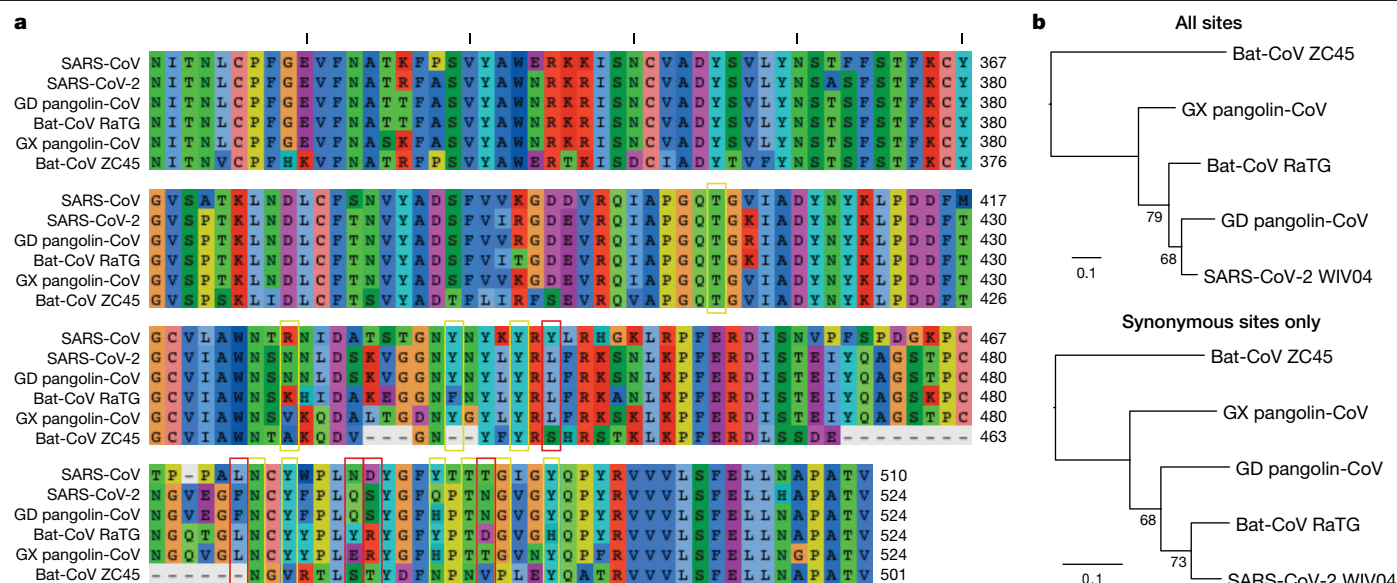 a
SARS-CoV N I T N L C P F G E V F N A T K F P S V Y A W E R K K I S N C V A D Y S V L Y N S T F F S T F K C Y 367
SARS-CoV-2 N I T N L C P F G E V F N A T R F A S V Y A W N R K R I S N C V A D Y S V L Y N S A S F S T F K C Y 380
GD pangolin-CoV N I T N L C P F G E V F N A T T F A S V Y A W N R K R I S N C V A D Y S V L Y N S T S F S T F K C Y 380
Bat-CoV RaTG N I T N L C P F G E V F N A T T F A S V Y A W N R K R I S N C V A D Y S V L Y N S T S F S T F K C Y 380
GX pangolin-CoV N I T N L C P F G E V F N A S K F A S V Y A W N R K R I S N C V A D Y S V L Y N S T S F S T F K C Y 380
Bat-CoV ZC45 N I T N V C P F H K V F N A T R F P S V Y A W E R T K I S D C I A D Y T V F Y N S T S F S T F K C Y 376
SARS-CoV G V S A T K L N D L C F S N V Y A D S F V V K G D D V R Q I A P G Q T G V I A D Y N Y K L P D D F M 417
SARS-CoV-2 G V S P T K L N D L C F T N V Y A D S F V I R G D E V R Q I A P G Q T G K I A D Y N Y K L P D D F T 430
GD pangolin-CoV G V S P T K L N D L C F T N V Y A D S F V V R G D E V R Q I A P G Q T G R I A D Y N Y K L P D D F T 430
Bat-CoV RaTG G V S P T K L N D L C F T N V Y A D S F V I T G D E V R Q I A P G Q T G K I A D Y N Y K L P D D F T 430
GX pangolin-CoV G V S P T K L N D L C F T N V Y A D S F V V K G D E V R Q I A P G Q T G V I A D Y N Y K L P D D F T 430
Bat-CoV ZC45 G V S P S K L I D L C F T S V Y A D T F L I R F S E V R Q V A P G Q T G V I A D Y N Y K L P D D F T 426
SARS-CoV G C V L A W N T R N I D A T S T G N Y N Y K Y R Y L R H G K L R P F E R D I S N V P F S P D G K P C 467
SARS-CoV-2 G C V I A W N S N N L D S K V G G N Y N Y L Y R L F R K S N L K P F E R D I S T E I Y Q A G S T P C 480
GD pangolin-CoV G C V I A W N S N N L D S K V G G N Y N Y L Y R L F R K S N L K P F E R D I S T E I Y Q A G S T P C 480
Bat-CoV RaTG G C V I A W N S K H I D A K E G G N F N Y L Y R L F R K A N L K P F E R D I S T E I Y Q A G S K P C 480
GX pangolin-CoV G C V I A W N S V K Q D A L T G D N Y G Y L Y R L F R K S K L K P F E R D I S T E I Y Q A G S T P C 480
Bat-CoV ZC45 G C V I A W N T A K Q D V - - - G N - - Y F Y R S H R S T K L K P F E R D L S S D E - - - - - - - - 463
SARS-CoV T P - P A L N C Y W P L N D Y G F Y T T T G I G Y Q P Y R V V V L S F E L L N A P A T V 510
SARS-CoV-2 N G V E G F N C Y F P L Q S Y G F Q P T N G V G Y Q P Y R V V V L S F E L L H A P A T V 524
GD pangolin-CoV N G V E G F N C Y F P L Q S Y G F H P T N G V G Y Q P Y R V V V L S F E L L N A P A T V 524
Bat-CoV RaTG N G Q T G L N C Y Y P L Y R Y G F Y P T D G V G H Q P Y R V V V L S F E L L N A P A T V 524
GX pangolin-CoV N G Q V G L N C Y Y P L E R Y G F H P T T G V N Y Q P F R V V V L S F E L L N G P A T V 524
Bat-CoV ZC45 - - - - - - N G V R T L S T Y D F N P N V P L E Y Q A T R V V V L S F E L L N A P A T V 501
b
All sites
Bat-CoV ZC45
GX pangolin-CoV
Bat-CoV RaTG
79
GD pangolin-CoV
68
0.1
SARS-CoV-2 WIV04
Synonymous sites only
Bat-CoV ZC45
GX pangolin-CoV
GD pangolin-CoV
68
Bat-CoV RaTG
73
0.1
SARS-CoV-2 WIV04